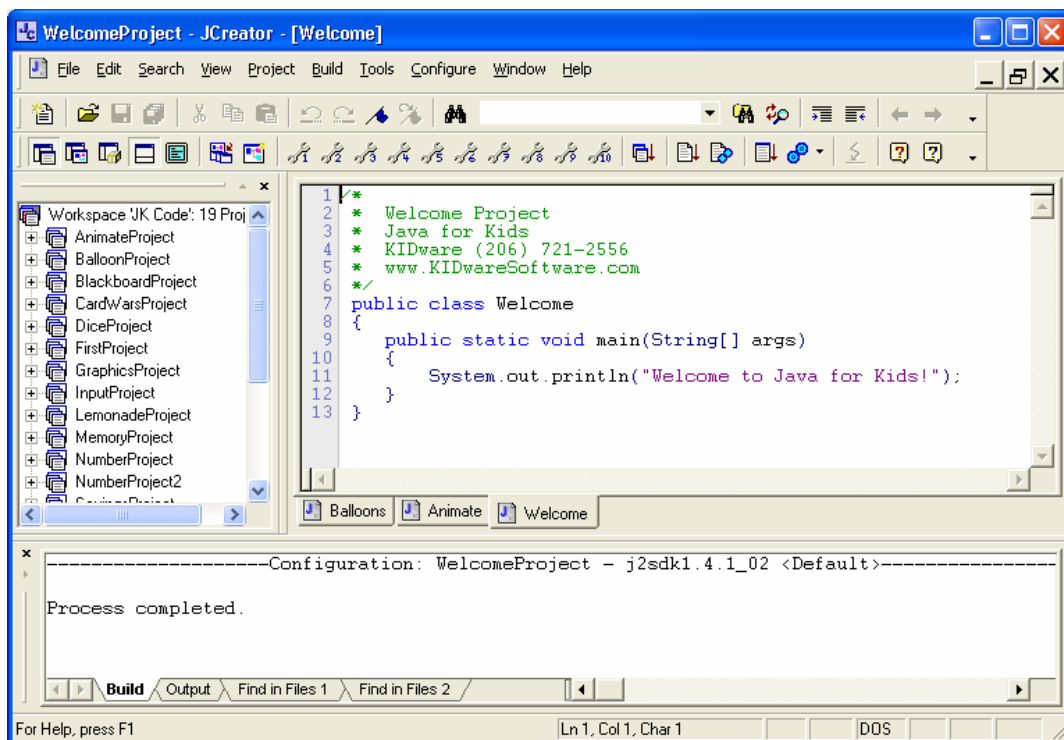 WelcomeProject - JCreator - [Welcome]
File Edit Search View Project Build Tools Configure Window Help
Workspace 'JK Code': 19 Proj
AnimateProject
BalloonProject
BlackboardProject
CardWarsProject
DiceProject
FirstProject
GraphicsProject
InputProject
LemonadeProject
MemoryProject
NumberProject
NumberProject2
1 /*
2 * Welcome Project
3 * Java for Kids
4 * KIDware (206) 721-2556
5 * www.KIDwareSoftware.com
6 */
7 public class Welcome
8 {
9 public static void main(String[] args)
10 {
11 System.out.println("Welcome to Java for Kids!");
12 }
13 }
Balloons Animate Welcome
--------------------Configuration: WelcomeProject - j2sdk1.4.1_02 <Default>----------------
Process completed.
Build Output Find in Files 1 Find in Files 2
For Help, press F1 Ln 1, Col 1, Char 1 DOS